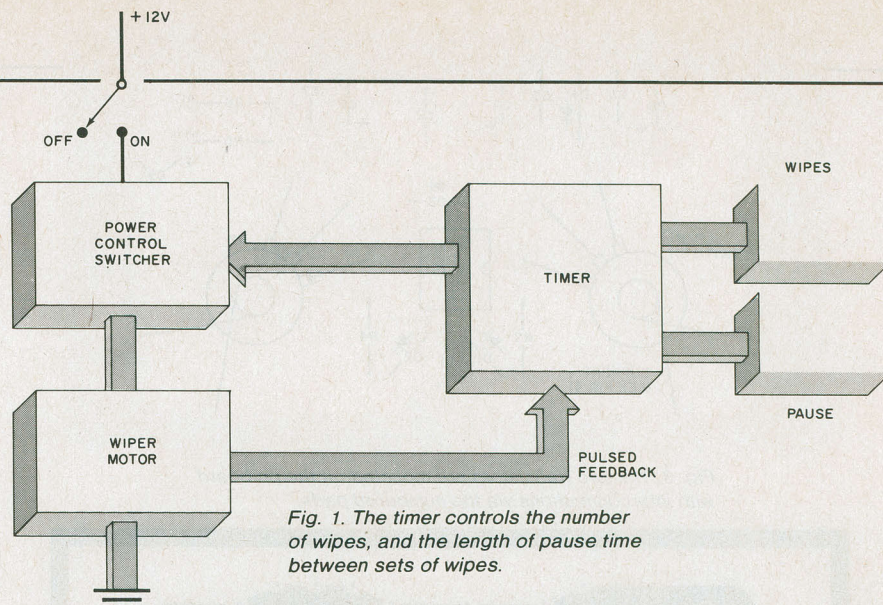 +12V
OFF
ON
POWER
CONTROL
SWITCHER
TIMER
WIPES
PAUSE
WIPER
MOTOR
PULSED
FEEDBACK
Fig. 1. The timer controls the number
of wipes, and the length of pause time
between sets of wipes.